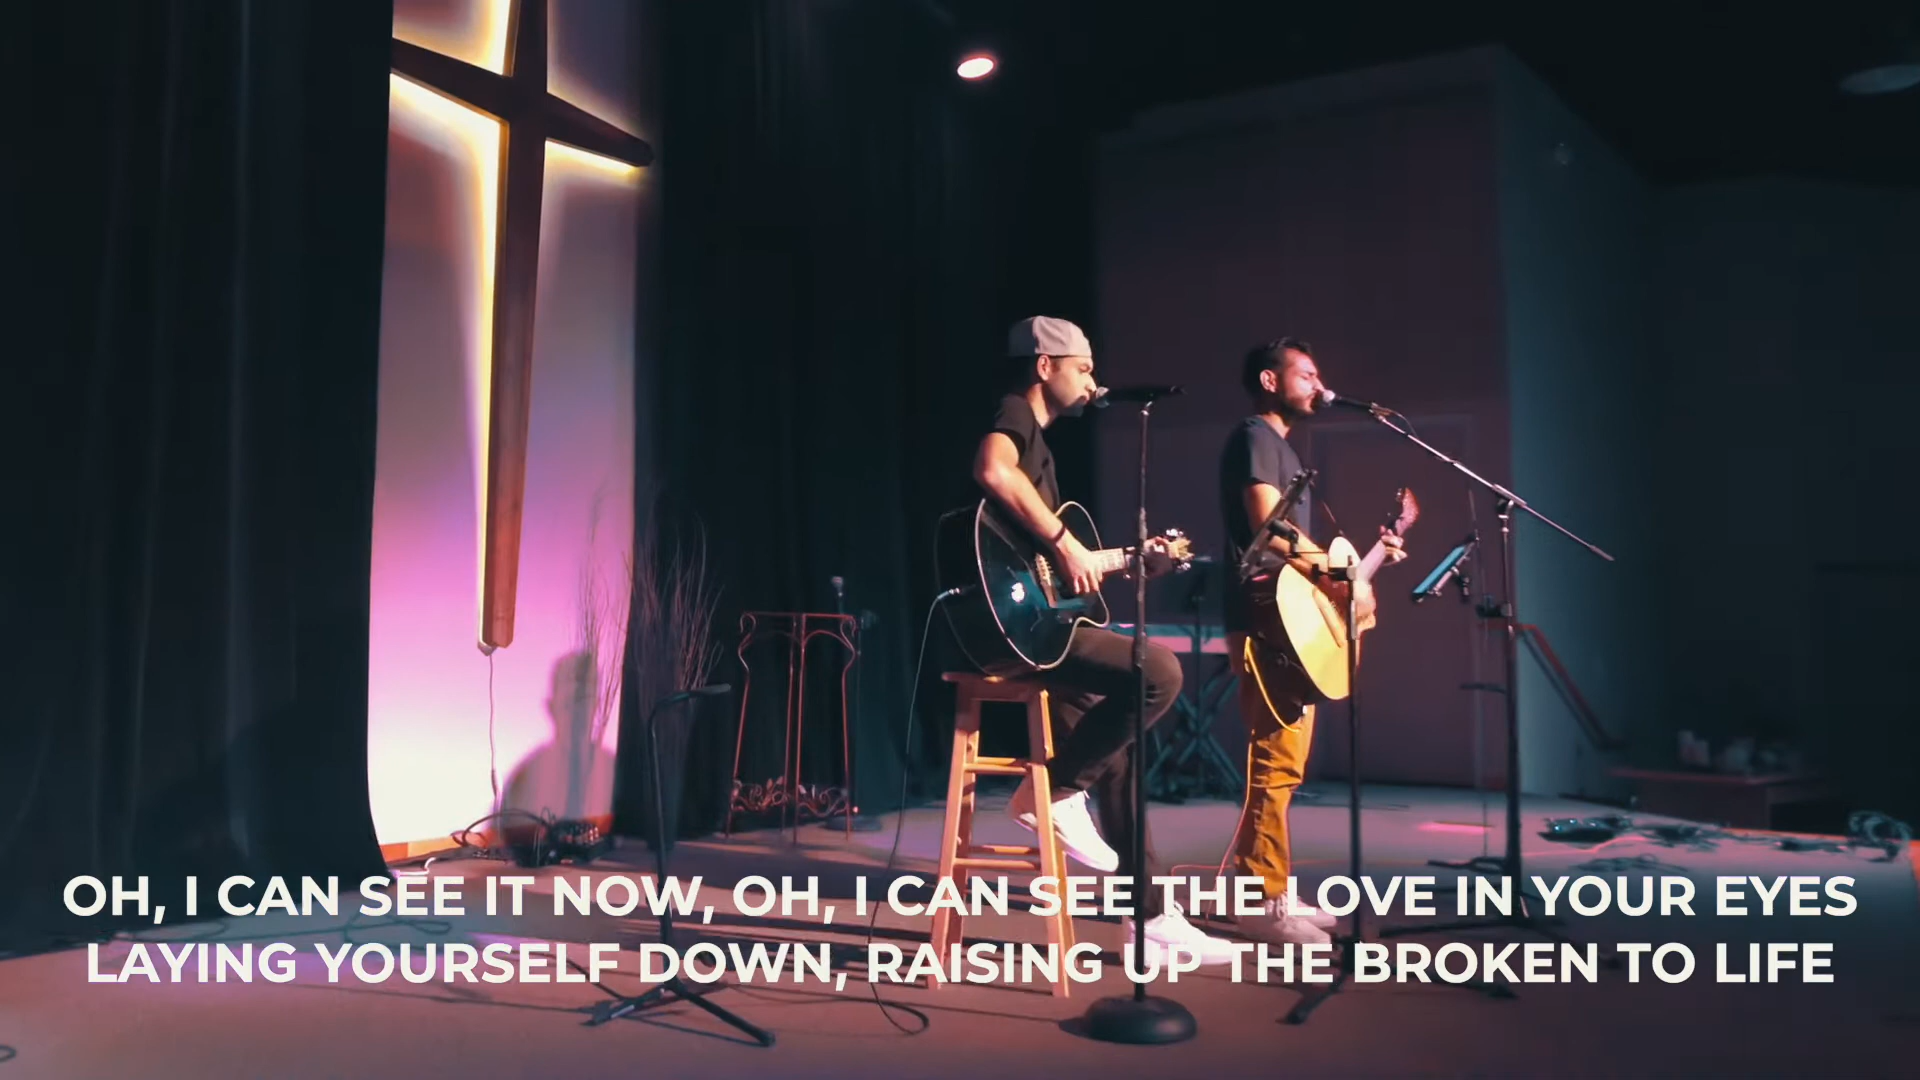 OH, I CAN SEE IT NOW, OH, I CAN SEE THE LOVE IN YOUR EYES
LAYING YOURSELF DOWN, RAISING UP THE BROKEN TO LIFE